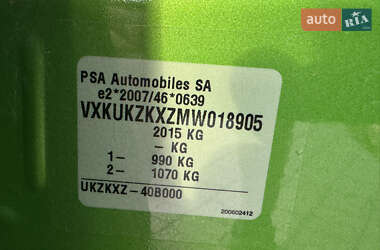 auto RIA
PSA Automobiles SA
e2*2007/46*0639
VXKUKZKXZMW018905
2015 KG
- KG
1- 990 KG
2- 1070 KG
UKZKXZ-40B000
200602412